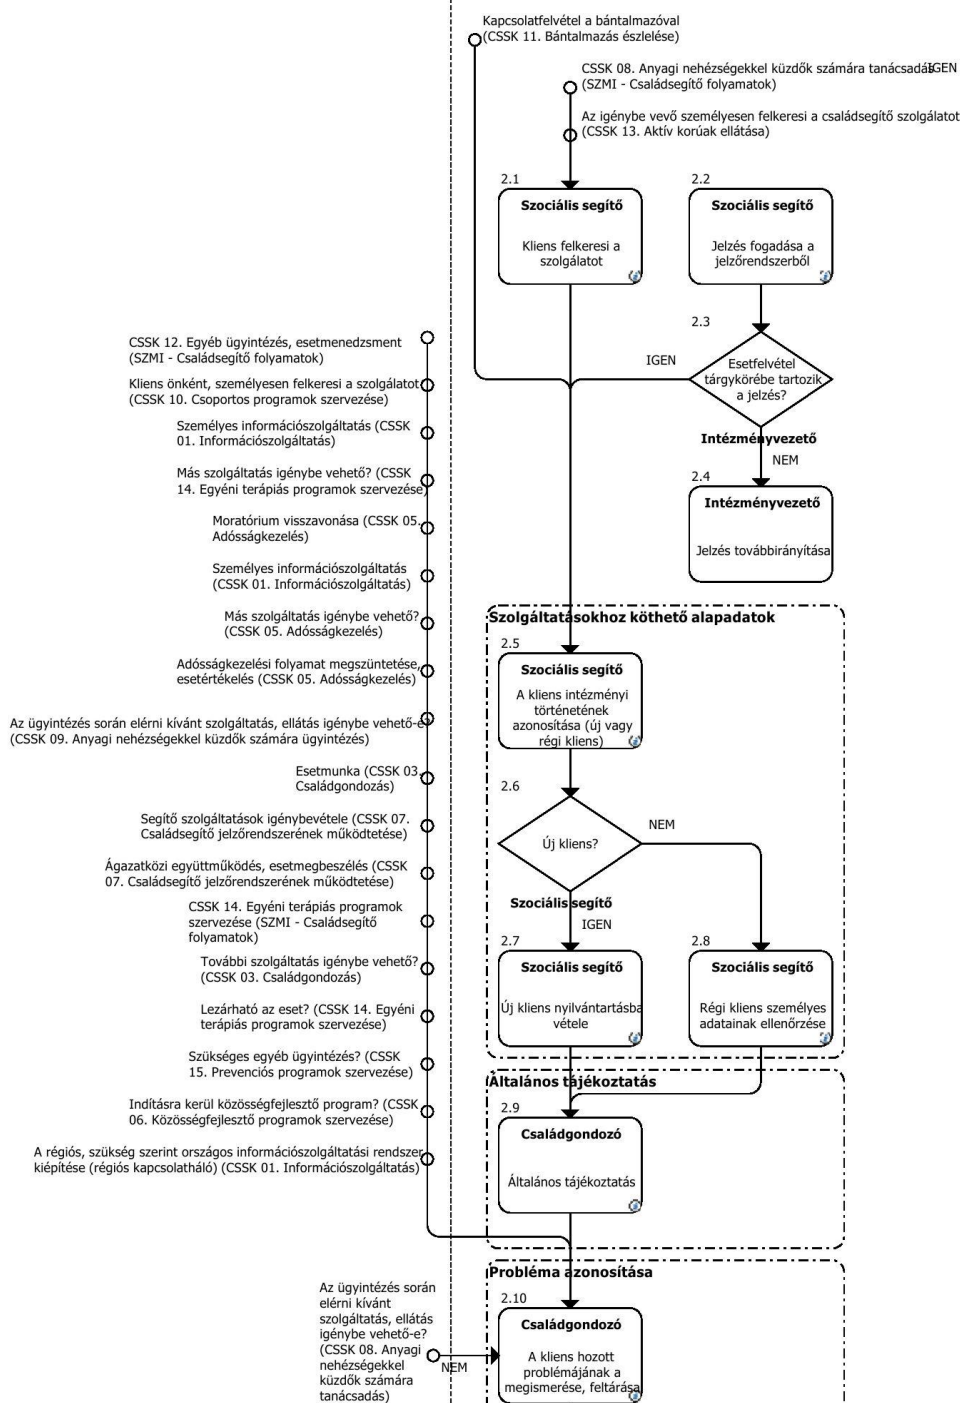 Kapcsolatfelvétel a bántalmazóval
(CSSK 11. Bántalmazás észlelése)
CSSK 08. Anyagi nehézségekkel küzdők számára tanácsadás
IGEN
(SZMI - Családsegítő folyamatok)
Az igénybe vevő személyesen felkeresi a családsegítő szolgálatot
(CSSK 13. Aktív korúak ellátása)
2.1
Szociális segítő
Kliens felkeresi a
szolgálatot
2.2
Szociális segítő
Jelzés fogadása a
jelzőrendszerből
2.3
IGEN
Esetfelvétel
tárgykörébe tartozik
a jelzés?
Intézményvezető
NEM
2.4
Intézményvezető
Jelzés továbbirányítása
CSSK 12. Egyéb ügyintézés, esetmenedzsment
(SZMI - Családsegítő folyamatok)
Kliens önként, személyesen felkeresi a szolgálatot
(CSSK 10. Csoportos programok szervezése)
Személyes információszolgáltatás (CSSK
01. Információszolgáltatás)
Más szolgáltatás igénybe vehető? (CSSK
14. Egyéni terápiás programok szervezése)
Moratórium visszavonása (CSSK 05.
Adósságkezelés)
Személyes információszolgáltatás
(CSSK 01. Információszolgáltatás)
Más szolgáltatás igénybe vehető?
(CSSK 05. Adósságkezelés)
Adósságkezelési folyamat megszüntetése,
esetértékelés (CSSK 05. Adósságkezelés)
Az ügyintézés során elérni kívánt szolgáltatás, ellátás igénybe vehető-e?
(CSSK 09. Anyagi nehézségekkel küzdők számára ügyintézés)
Esetmunka (CSSK 03.
Családgondozás)
Segítő szolgáltatások igénybevétele (CSSK 07.
Családsegítő jelzőrendszerének működtetése)
Ágazatközi együttműködés, esetmegbeszélés (CSSK
07. Családsegítő jelzőrendszerének működtetése)
CSSK 14. Egyéni terápiás programok
szervezése (SZMI - Családsegítő
folyamatok)
További szolgáltatás igénybe vehető?
(CSSK 03. Családgondozás)
Lezárható az eset? (CSSK 14. Egyéni
terápiás programok szervezése)
Szükséges egyéb ügyintézés? (CSSK
15. Prevenciós programok szervezése)
Indításra kerül közösségfejlesztő program? (CSSK
06. Közösségfejlesztő programok szervezése)
A régiós, szükség szerint országos információszolgáltatási rendszer
kiépítése (régiós kapcsolatháló) (CSSK 01. Információszolgáltatás)
Szolgáltatásokhoz köthető alapadatok
2.5
Szociális segítő
A kliens intézményi
történetének
azonosítása (új vagy
régi kliens)
2.6
Új kliens?
NEM
Szociális segítő
IGEN
2.7
Szociális segítő
Új kliens nyilvántartásba
vétele
2.8
Szociális segítő
Régi kliens személyes
adatainak ellenőrzése
Általános tájékoztatás
2.9
Családgondozó
Általános tájékoztatás
Probléma azonosítása
2.10
Családgondozó
A kliens hozott
problémájának a
megismerése, feltárása
Az ügyintézés során
elérni kívánt
szolgáltatás, ellátás
igénybe vehető-e?
(CSSK 08. Anyagi
nehézségekkel
küzdők számára
tanácsadás)
NEM